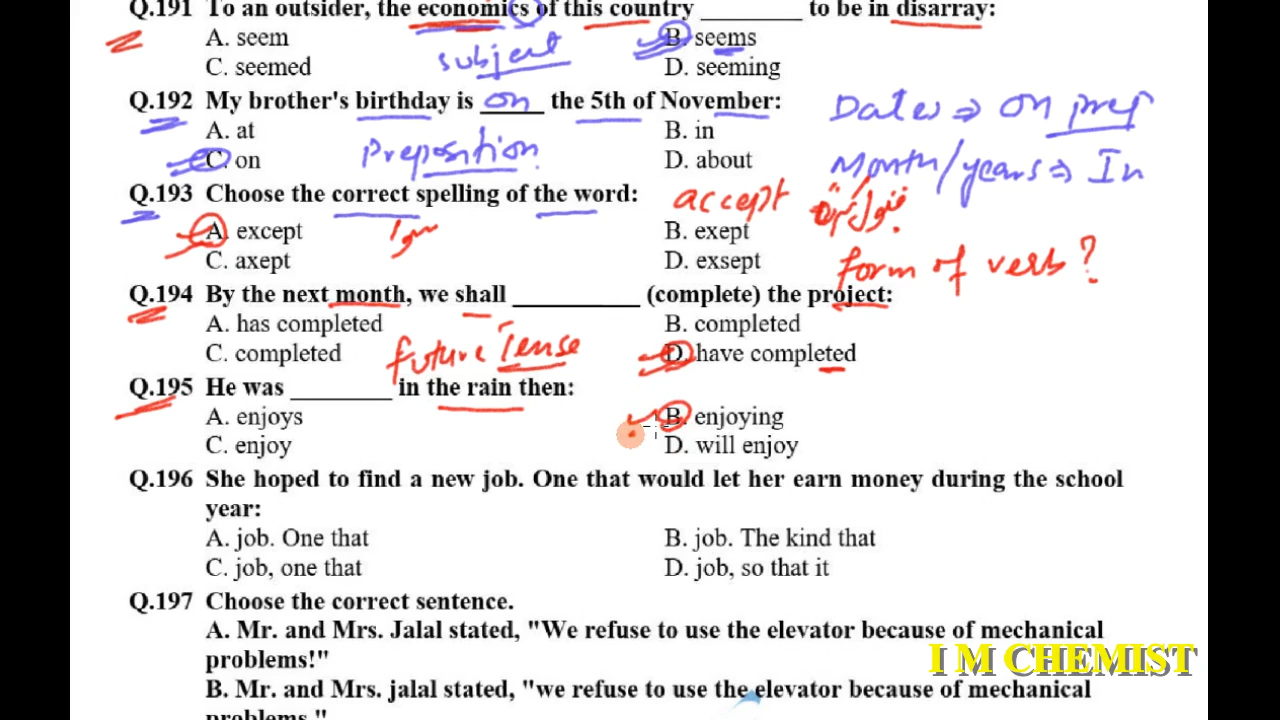 Q.191 To an outsider, the economics of this country ________ to be in disarray:
A. seem B. seems
C. seemed subject D. seeming
Q.192 My brother's birthday is on _____ the 5th of November: Dates ⇒ on prep
A. at B. in
C. on Preposition D. about Month/years ⇒ In
Q.193 Choose the correct spelling of the word: accept قبول کرنا
A. except سوا B. exept
C. axept D. exsept form of verb?
Q.194 By the next month, we shall __________ (complete) the project:
A. has completed B. completed
C. completed future Tense D. have completed
Q.195 He was ________ in the rain then:
A. enjoys B. enjoying
C. enjoy D. will enjoy
Q.196 She hoped to find a new job. One that would let her earn money during the school
year:
A. job. One that B. job. The kind that
C. job, one that D. job, so that it
Q.197 Choose the correct sentence.
A. Mr. and Mrs. Jalal stated, "We refuse to use the elevator because of mechanical
problems!"
I M CHEMIST
B. Mr. and Mrs. jalal stated, "we refuse to use the elevator because of mechanical
problems."